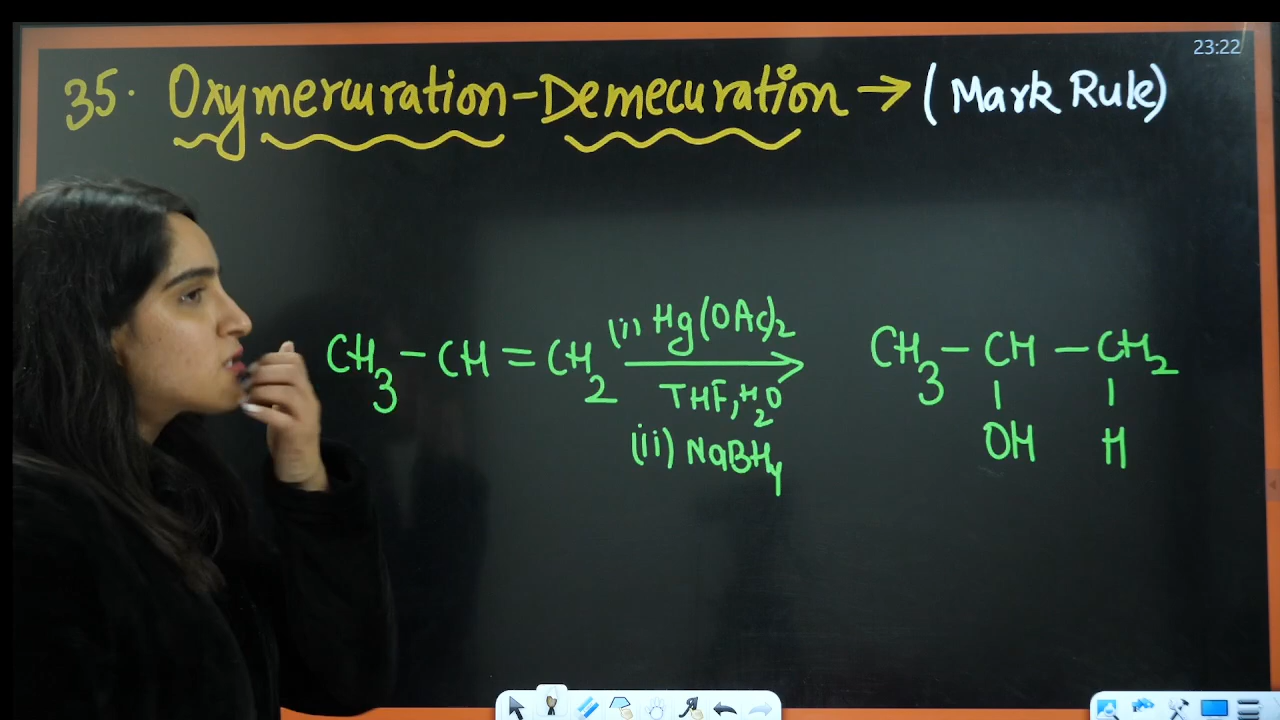 23:22
35. Oxymercuration-Demecuration → (Mark Rule)
CH3 - CH = CH2 (i) Hg(OAc)2 CH3 - CH - CH2
THF, H2O OH H
(ii) NaBH4